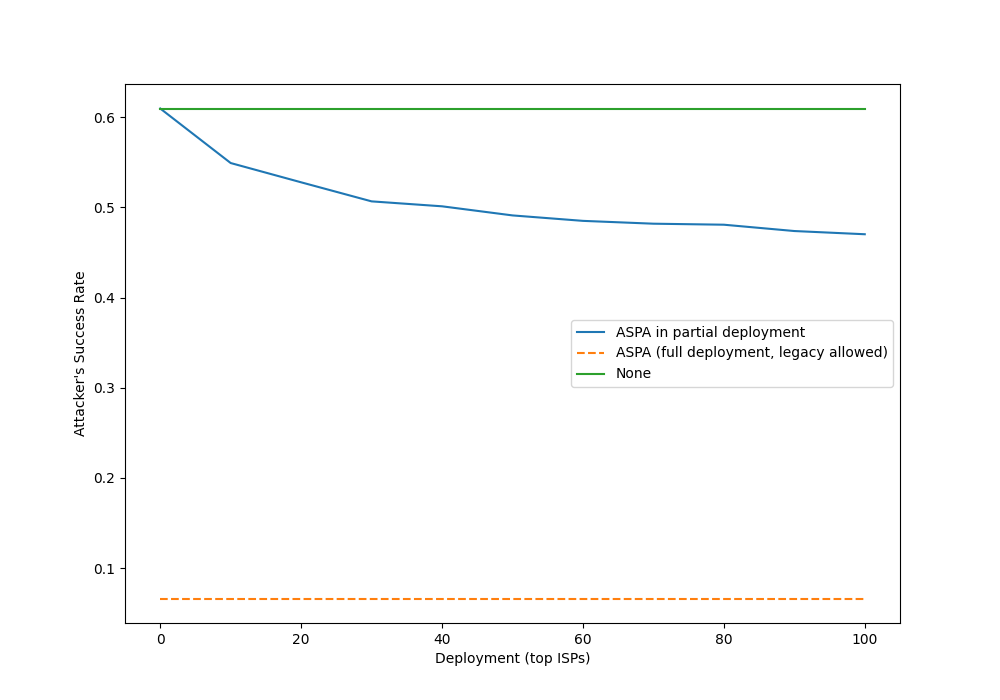 0.6
0.5
0.4
0.3
0.2
0.1
Attacker's Success Rate
ASPA in partial deployment
ASPA (full deployment, legacy allowed)
None
0 20 40 60 80 100
Deployment (top ISPs)